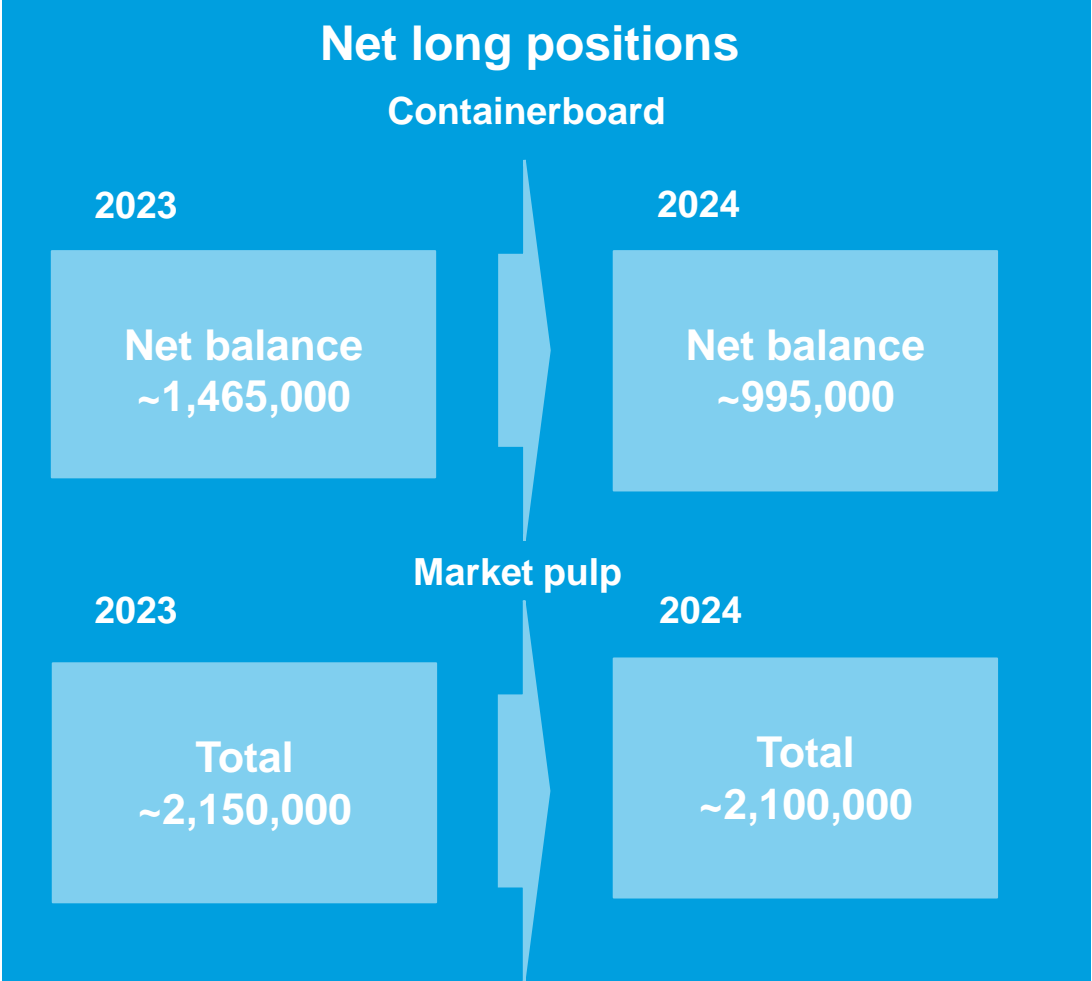 Net long positions
Containerboard
2023
2024
Net balance
~1,465,000
Net balance
~995,000
Market pulp
2023
2024
Total
~2,150,000
Total
~2,100,000